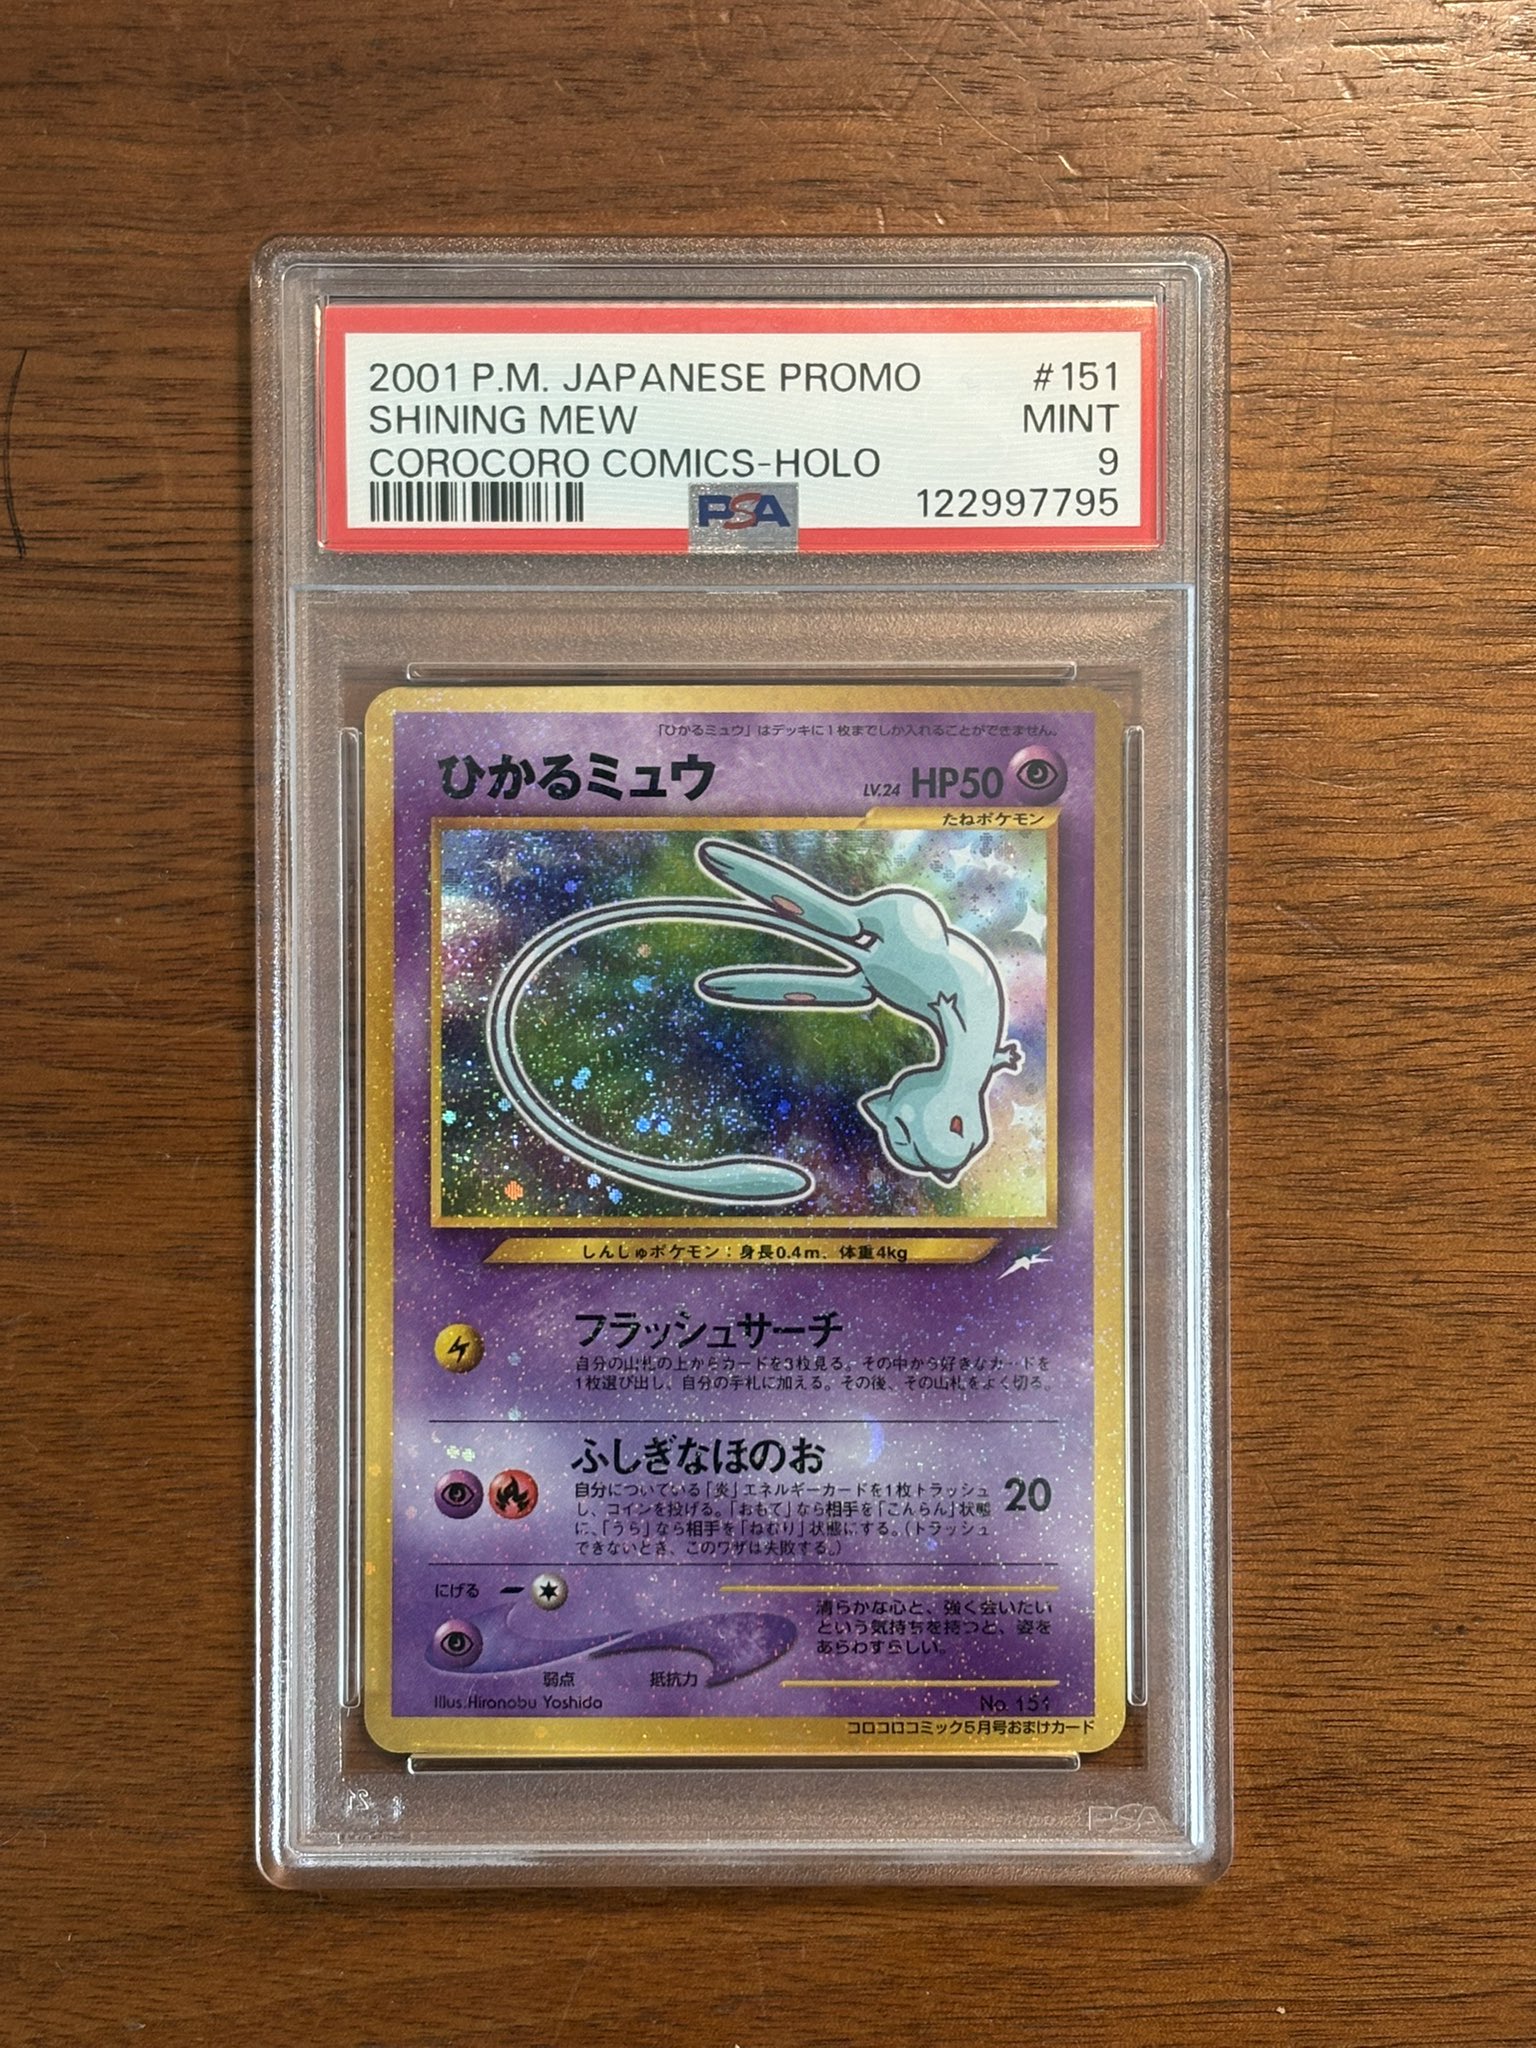 2001 P.M. JAPANESE PROMO #151
SHINING MEW MINT
COROCORO COMICS-HOLO 9
PSA 122997795
「ひかるミュウ」はデッキに1枚までしか入れることができません。
ひかるミュウ LV.24 HP50
たねポケモン
しんしゅポケモン：身長0.4m、体重4kg
フラッシュサーチ
自分の山札の上からカードを3枚見る。その中から好きなカードを
1枚選び出し、自分の手札に加える。その後、その山札をよく切る。
ふしぎなほのお 20
自分についている「炎」エネルギーカードを1枚トラッシュ
し、コインを投げる。「おもて」なら相手を「こんらん」状態
に、「うら」なら相手を「ねむり」状態にする。（トラッシュ
できないとき、このワザは失敗する。）
にげる
清らかな心と、強く会いたい
という気持ちを持つと、姿を
あらわすらしい。
弱点 抵抗力
Illus.Hironobu Yoshida No.151
コロコロコミック5月号おまけカード
PSA